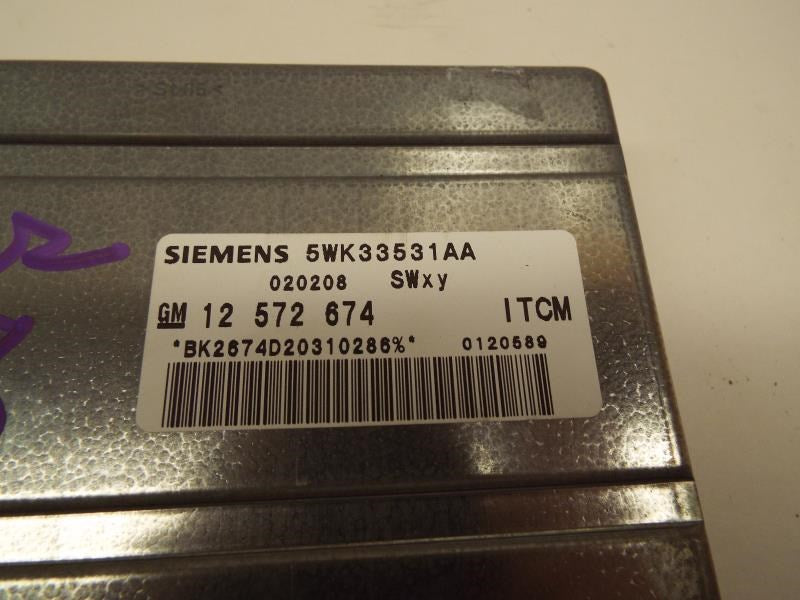 SIEMENS 5WK33531AA
020208 SWxy
GM 12 572 674 ITCM
*BK2674D20310286%* 0120589